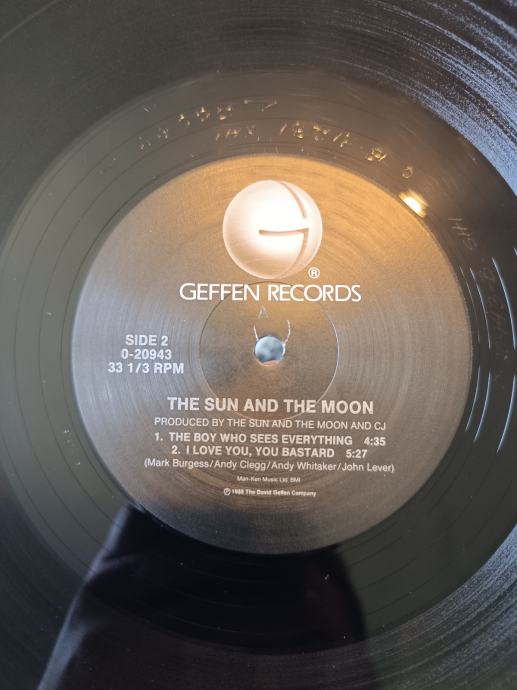 ®
GEFFEN RECORDS
SIDE 2
0-20943
33 1/3 RPM
THE SUN AND THE MOON
PRODUCED BY THE SUN AND THE MOON AND CJ
1. THE BOY WHO SEES EVERYTHING 4:35
2. I LOVE YOU, YOU BASTARD 5:27
(Mark Burgess/Andy Clegg/Andy Whitaker/John Lever)
Man-Ken Music Ltd. BMI
℗©1988 The David Geffen Company